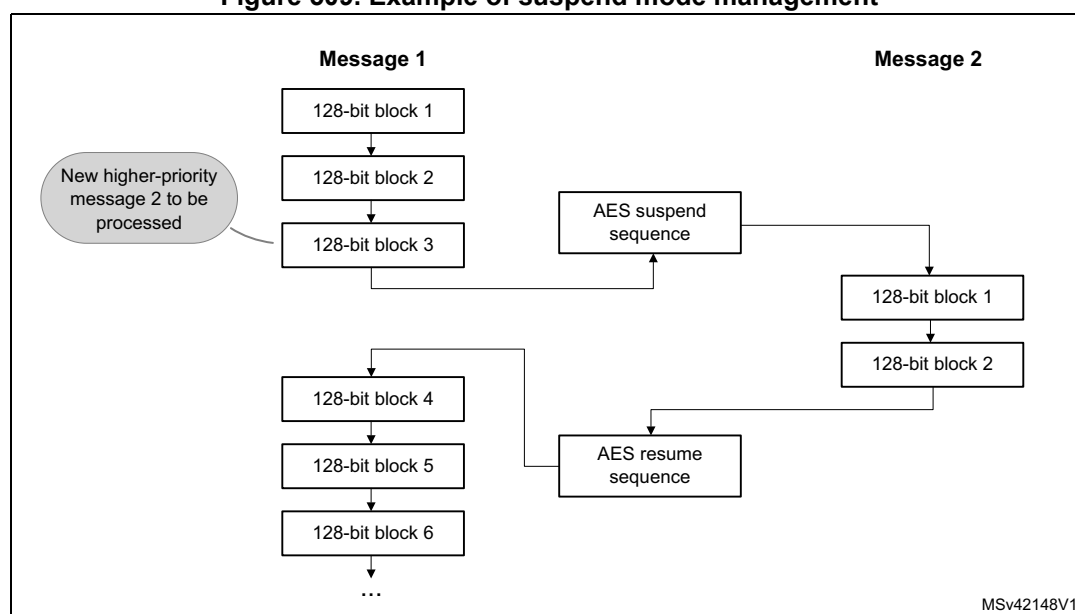 Figure 309. Example of suspend mode management
Message 1
Message 2
128-bit block 1
128-bit block 2
New higher-priority
message 2 to be
processed
128-bit block 3
AES suspend
sequence
128-bit block 1
128-bit block 2
128-bit block 4
AES resume
sequence
128-bit block 5
128-bit block 6
...
MSv42148V1